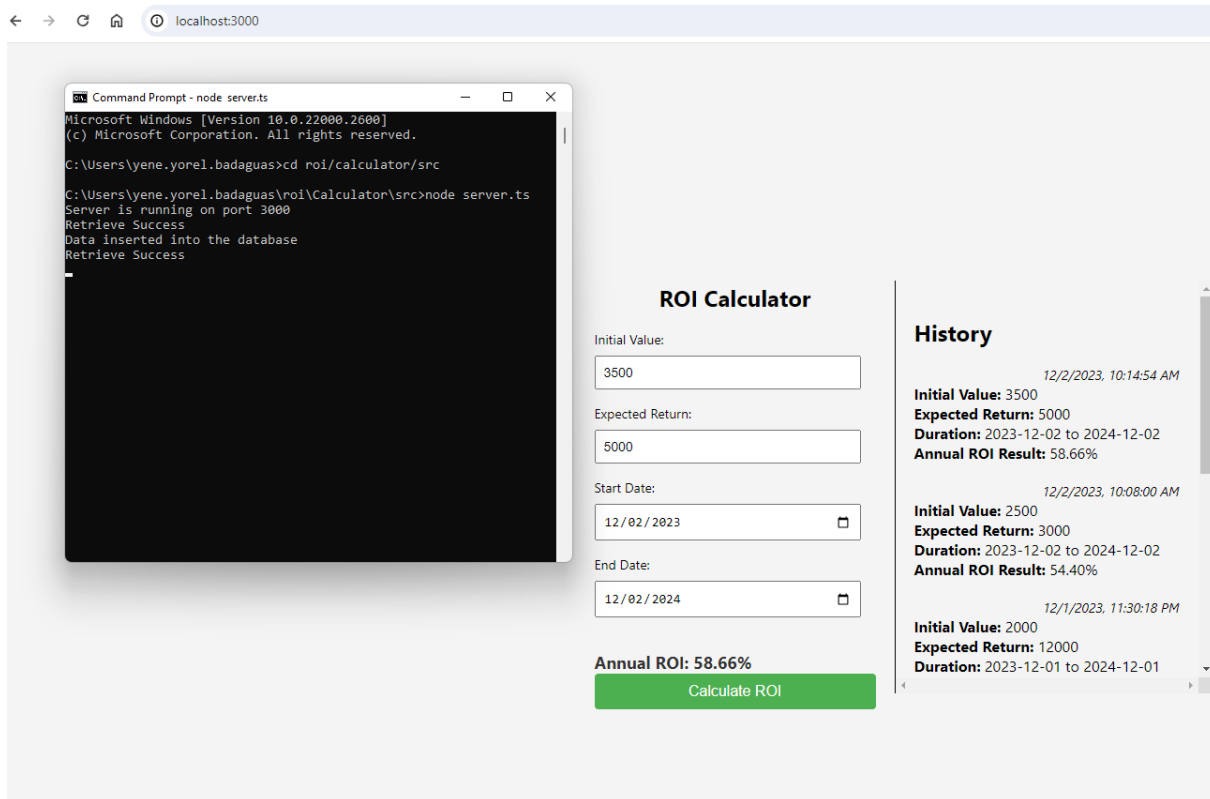 localhost:3000
Command Prompt - node server.ts
Microsoft Windows [Version 10.0.22000.2600]
(c) Microsoft Corporation. All rights reserved.
C:\Users\yene.yorel.badaguas>cd roi/calculator/src
C:\Users\yene.yorel.badaguas\roi\Calculator\src>node server.ts
Server is running on port 3000
Retrieve Success
Data inserted into the database
Retrieve Success
ROI Calculator
Initial Value:
3500
Expected Return:
5000
Start Date:
12/02/2023
End Date:
12/02/2024
Annual ROI: 58.66%
Calculate ROI
History
12/2/2023, 10:14:54 AM
Initial Value: 3500
Expected Return: 5000
Duration: 2023-12-02 to 2024-12-02
Annual ROI Result: 58.66%
12/2/2023, 10:08:00 AM
Initial Value: 2500
Expected Return: 3000
Duration: 2023-12-02 to 2024-12-02
Annual ROI Result: 54.40%
12/1/2023, 11:30:18 PM
Initial Value: 2000
Expected Return: 12000
Duration: 2023-12-01 to 2024-12-01